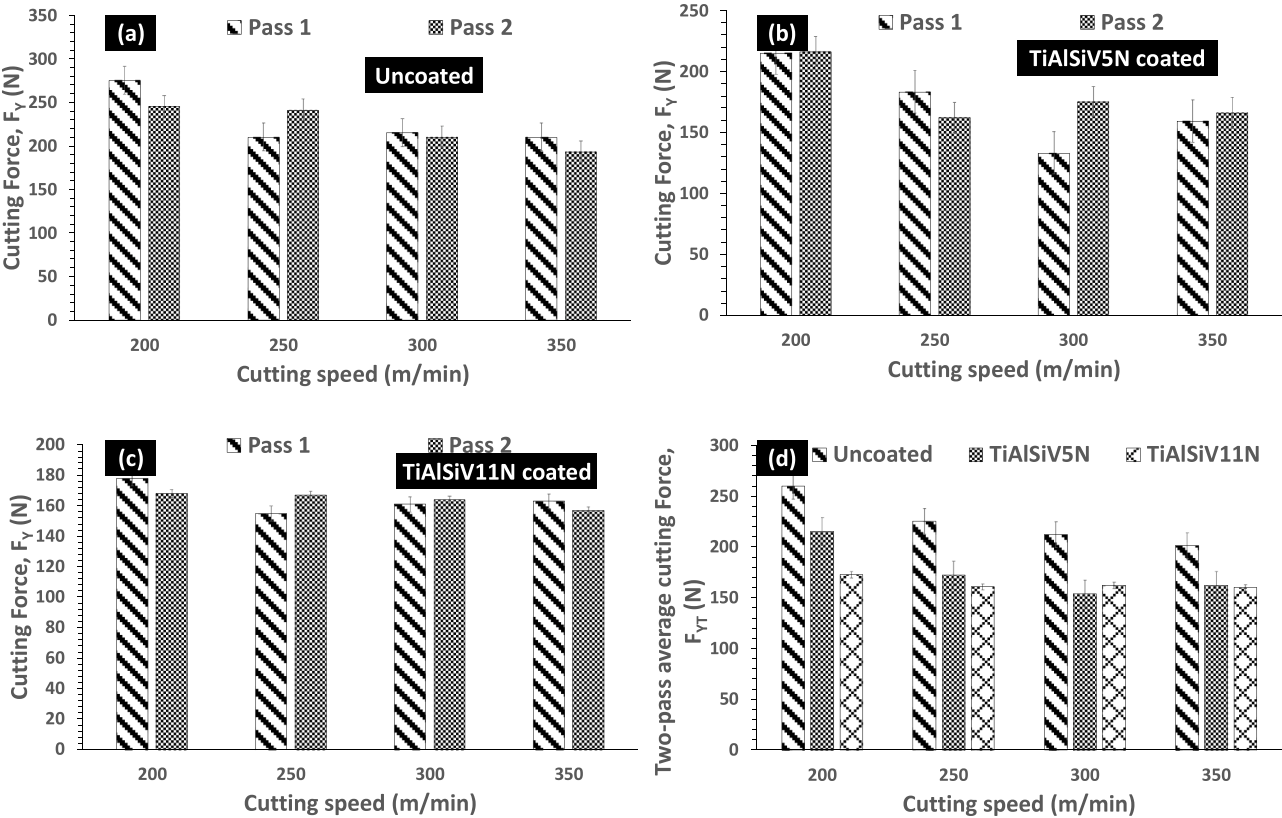 (a)
Pass 1
Pass 2
Uncoated
Cutting Force, Fγ (N)
350
300
250
200
150
100
50
0
200
250
300
350
Cutting speed (m/min)
(b)
Pass 1
Pass 2
TiAlSiV5N coated
Cutting Force, Fγ (N)
250
200
150
100
50
0
200
250
300
350
Cutting speed (m/min)
(c)
Pass 1
Pass 2
TiAlSiV11N coated
Cutting Force, Fγ (N)
200
180
160
140
120
100
80
60
40
20
0
200
250
300
350
Cutting speed (m/min)
(d)
Uncoated
TiAlSiV5N
TiAlSiV11N
Two-pass average cutting Force,
FγT (N)
300
250
200
150
100
50
0
200
250
300
350
Cutting speed (m/min)